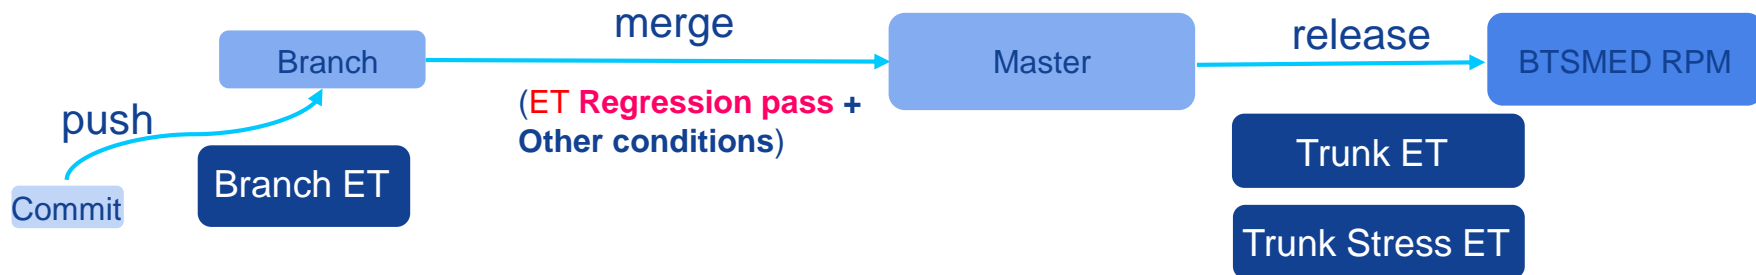 merge
release
Branch
Master
BTSMED RPM
(ET Regression pass +
Other conditions)
push
Branch ET
Commit
Trunk ET
Trunk Stress ET